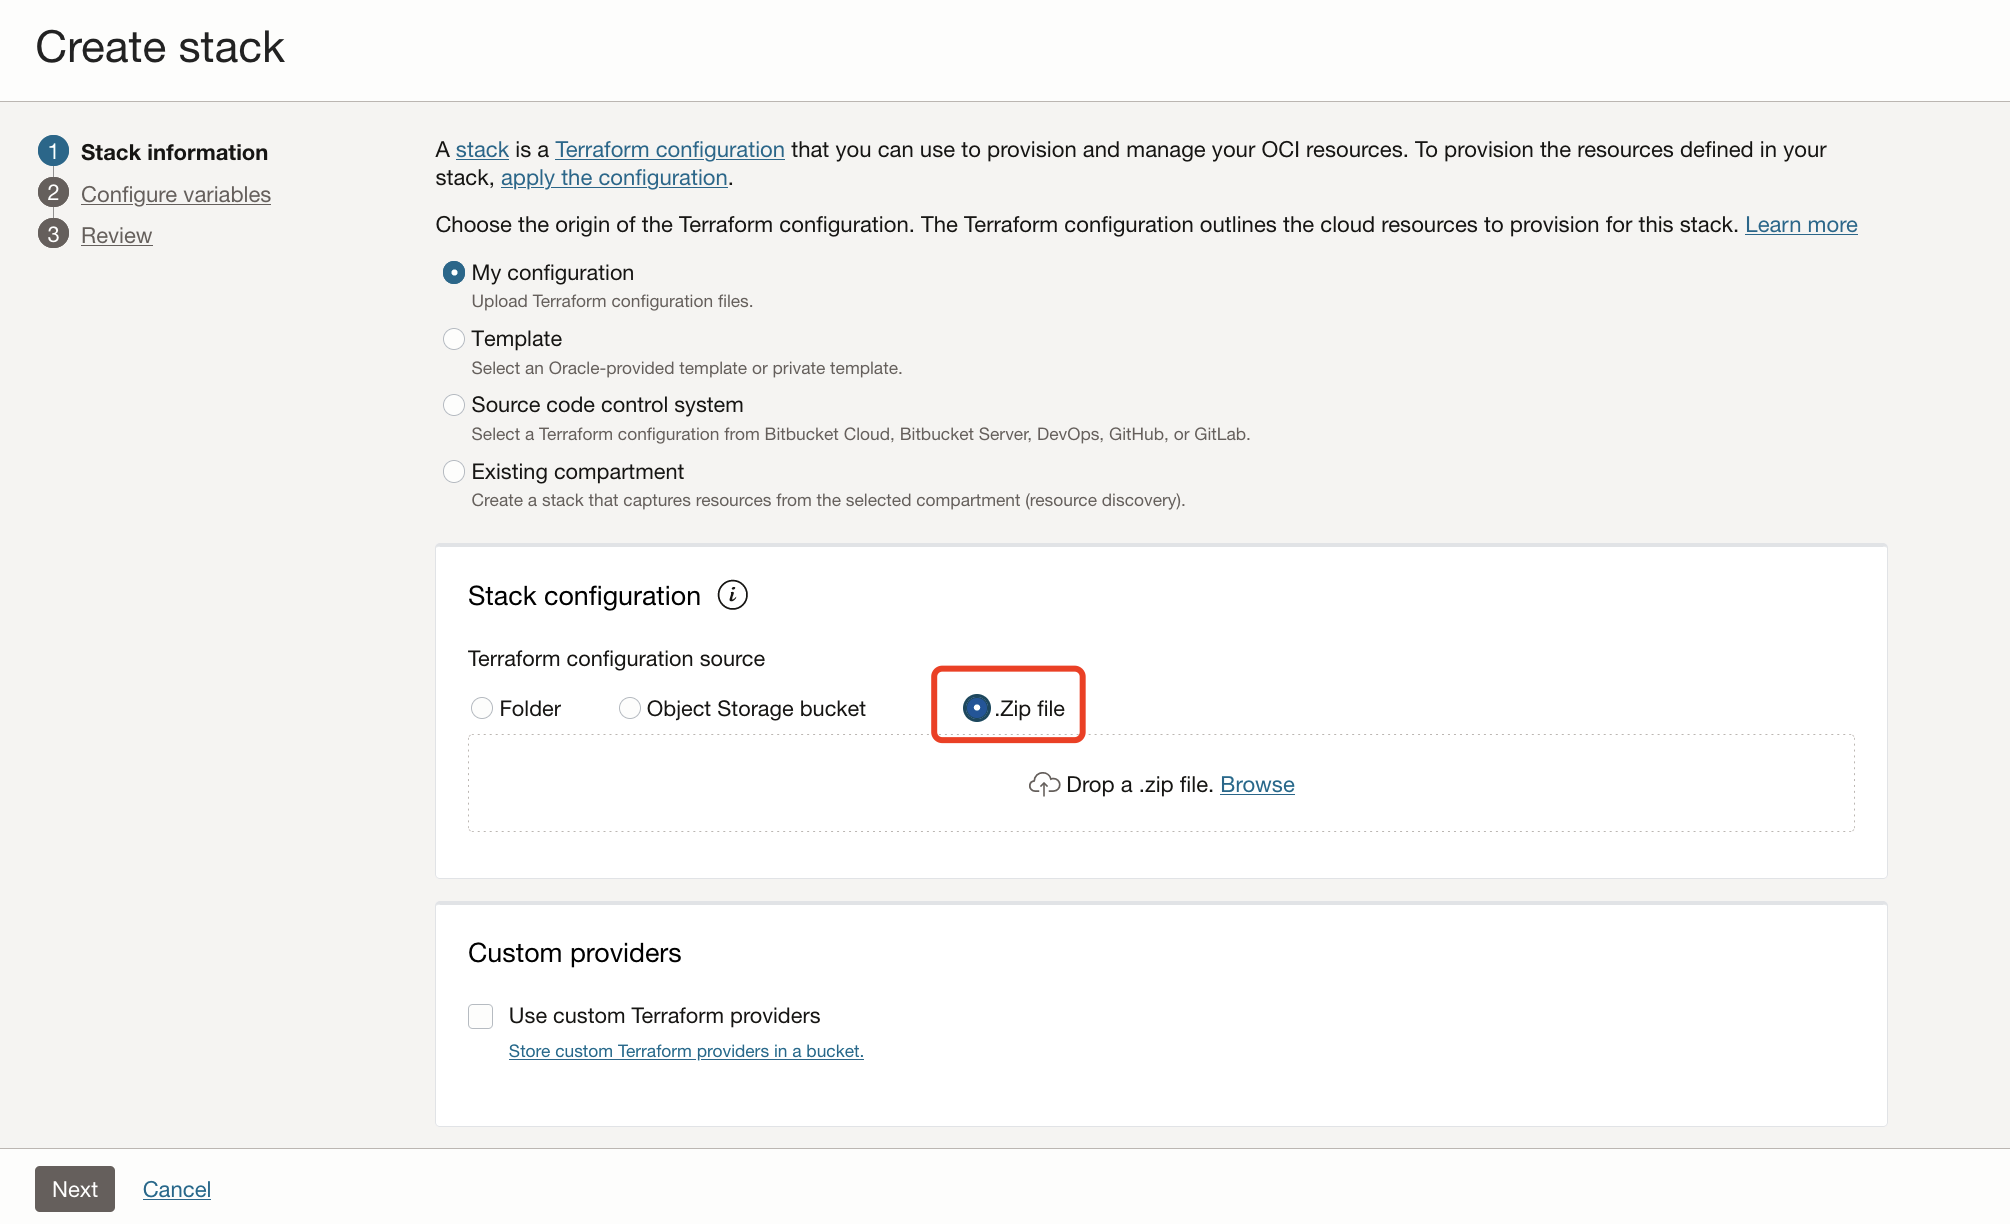 Create stack
1 Stack information
2 Configure variables
3 Review
A stack is a Terraform configuration that you can use to provision and manage your OCI resources. To provision the resources defined in your
stack, apply the configuration.
Choose the origin of the Terraform configuration. The Terraform configuration outlines the cloud resources to provision for this stack. Learn more
My configuration
Upload Terraform configuration files.
Template
Select an Oracle-provided template or private template.
Source code control system
Select a Terraform configuration from Bitbucket Cloud, Bitbucket Server, DevOps, GitHub, or GitLab.
Existing compartment
Create a stack that captures resources from the selected compartment (resource discovery).
Stack configuration i
Terraform configuration source
Folder Object Storage bucket .Zip file
Drop a .zip file. Browse
Custom providers
Use custom Terraform providers
Store custom Terraform providers in a bucket.
Next Cancel